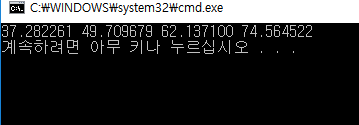 C:₩WINDOWS₩system32₩cmd.exe
37.282261 49.709679 62.137100 74.564522
계속하려면 아무 키나 누르십시오 . . .